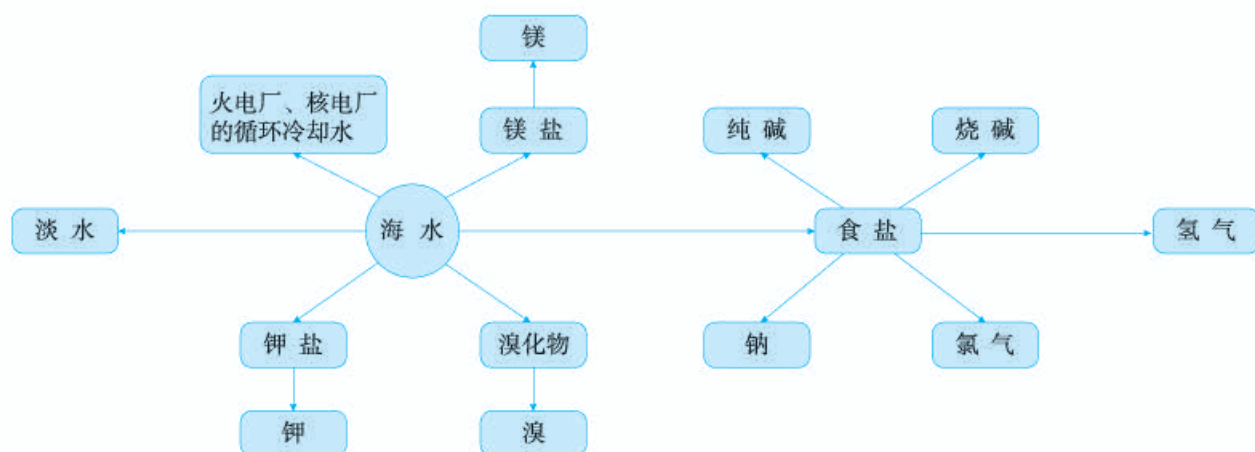 镁
火电厂、核电厂
的循环冷却水
镁盐
纯碱
烧碱
淡水
海水
食盐
氢气
钾盐
溴化物
钠
氯气
钾
溴